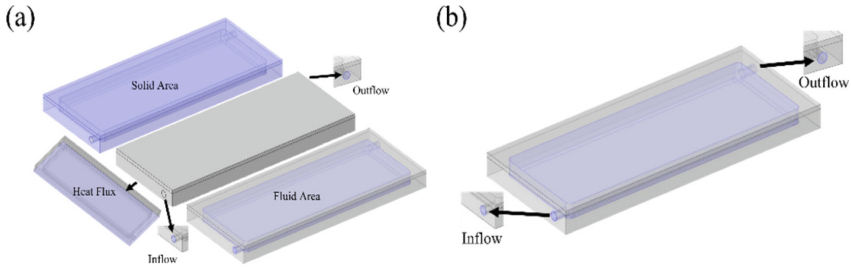 (a)
Solid Area
Outflow
Heat Flux
Fluid Area
Inflow
(b)
Outflow
Inflow